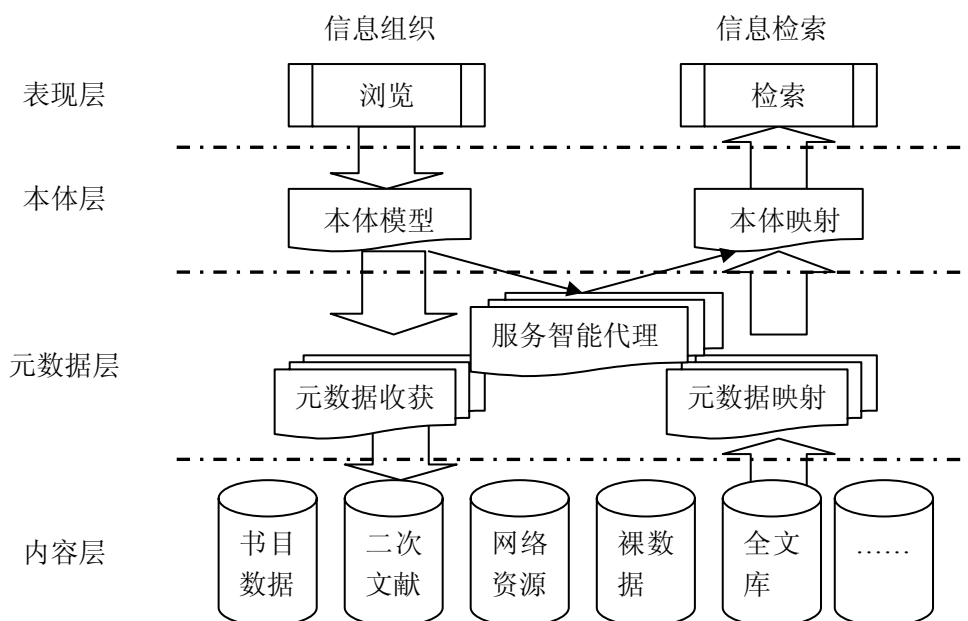 信息组织
信息检索
表现层
浏览
检索
本体层
本体模型
本体映射
服务智能代理
元数据层
元数据收获
元数据映射
内容层
书目
数据
二次
文献
网络
资源
裸数
据
全文
库
……